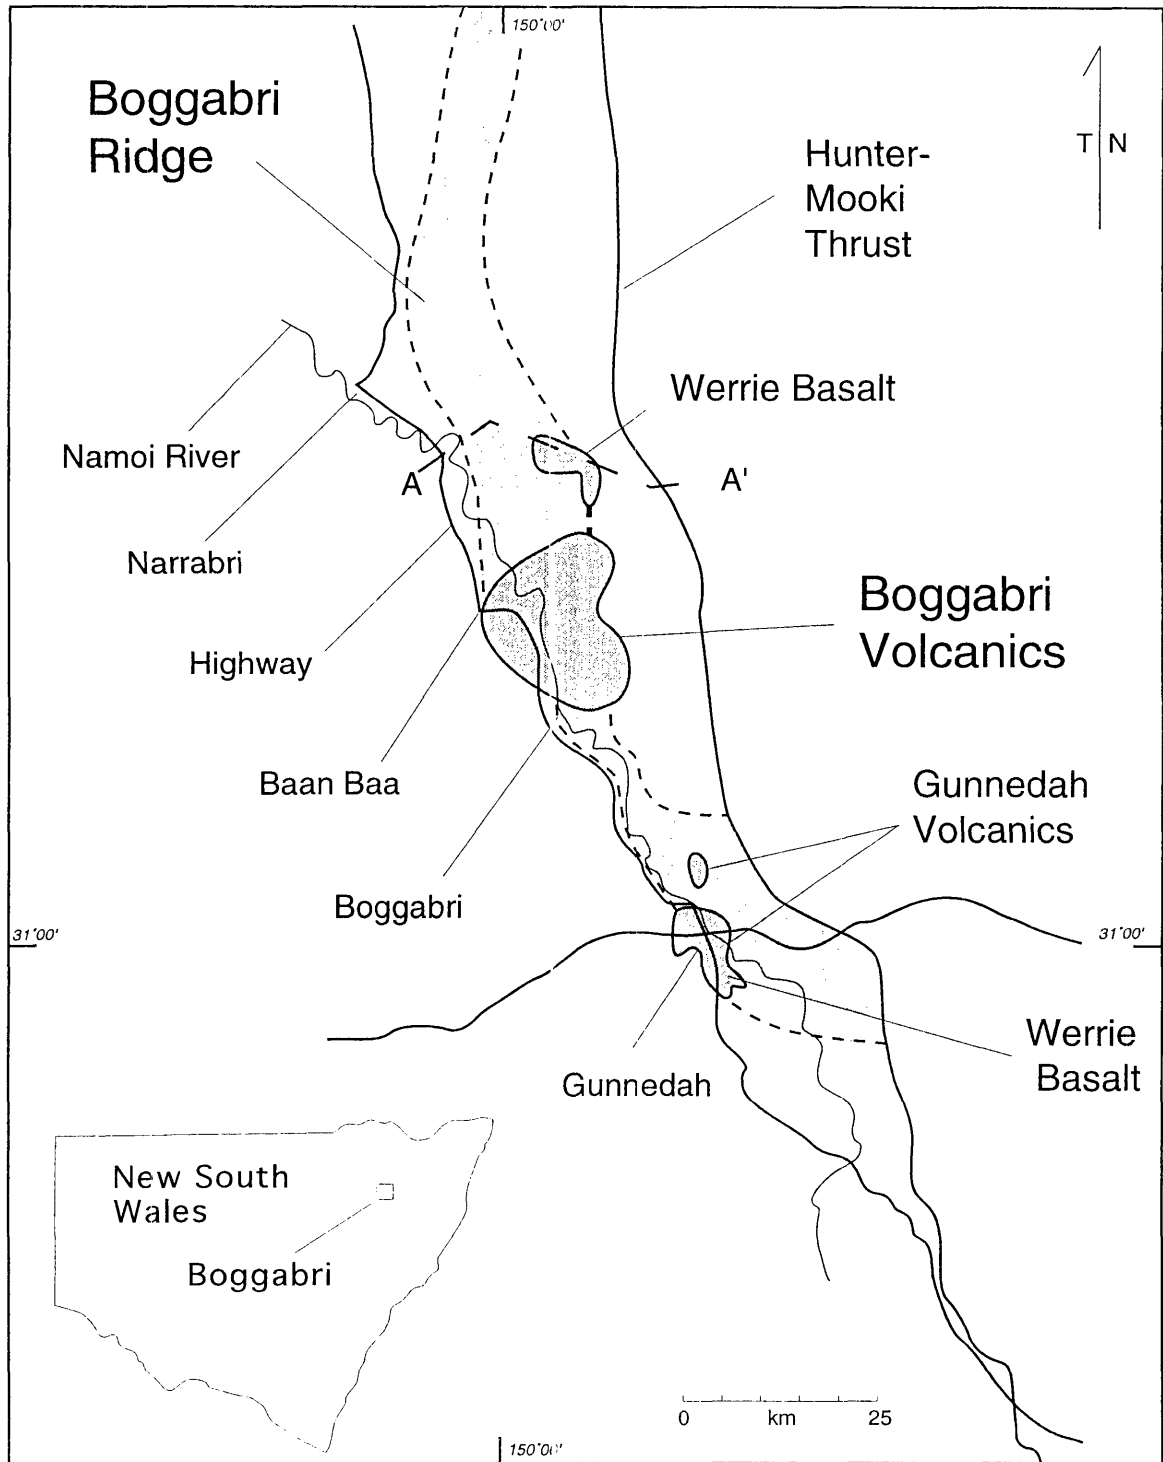 150°00'
Boggabri
Ridge
T N
Hunter-
Mooki
Thrust
Werrie Basalt
Namoi River
A
A'
Narrabri
Boggabri
Volcanics
Highway
Baan Baa
Gunnedah
Volcanics
Boggabri
31°00'
31°00'
Werrie
Basalt
Gunnedah
New South
Wales
Boggabri
0 km 25
150°00'